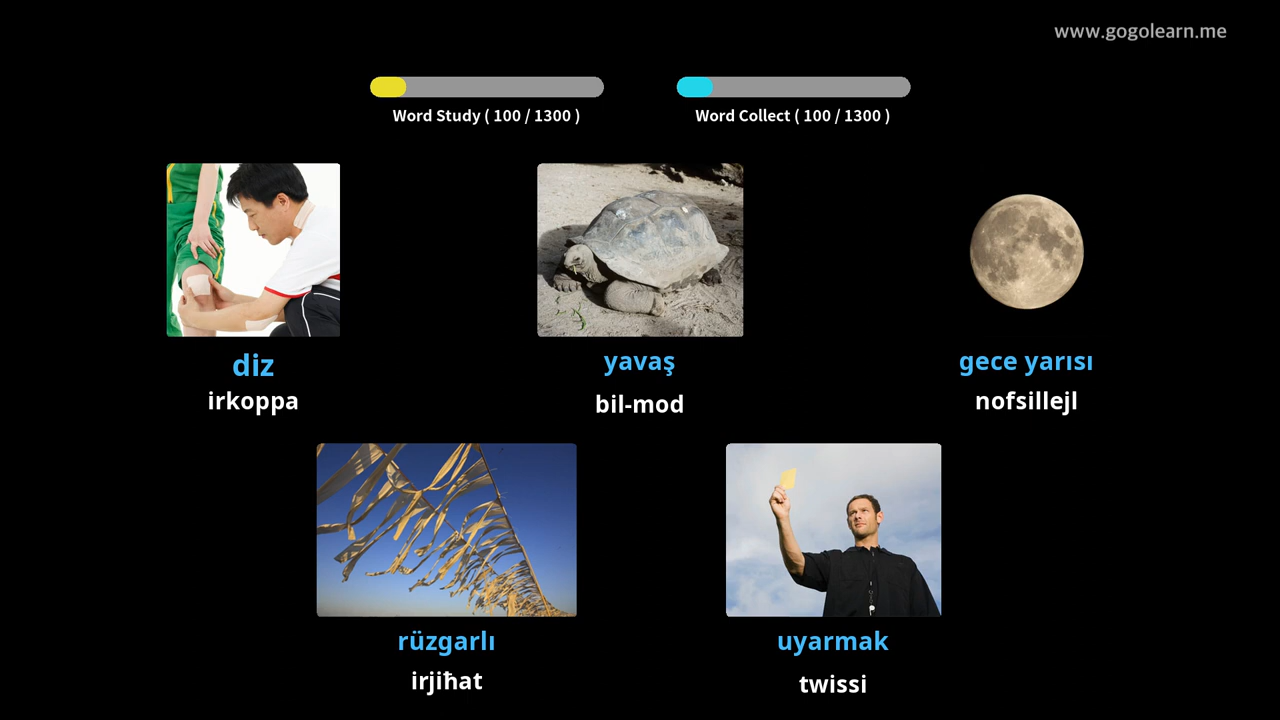 www.gogolearn.me
Word Study ( 100 / 1300 )
Word Collect ( 100 / 1300 )
diz
irkoppa
yavaş
bil-mod
gece yarısı
nofsillejl
rüzgarlı
irjiħat
uyarmak
twissi